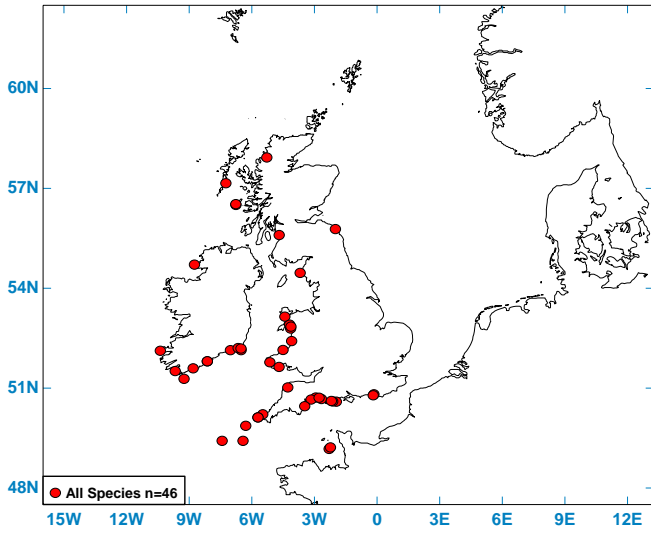 60N
57N
54N
51N
48N
All Species n=46
15W 12W 9W 6W 3W 0 3E 6E 9E 12E